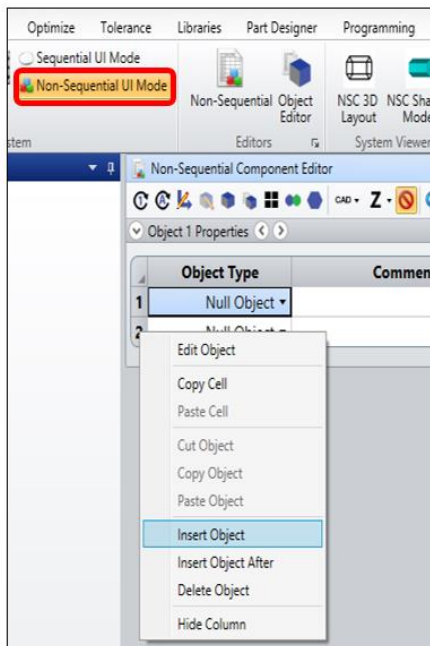 Optimize Tolerance Libraries Part Designer Programming
Sequential UI Mode
Non-Sequential UI Mode
Non-Sequential Object Editor
NSC 3D Layout
NSC Sha
Mode
stem Editors System Viewer
Non-Sequential Component Editor
CAD Z
Object 1 Properties
Object Type Commen
1 Null Object
2 Null Object
Edit Object
Copy Cell
Paste Cell
Cut Object
Copy Object
Paste Object
Insert Object
Insert Object After
Delete Object
Hide Column